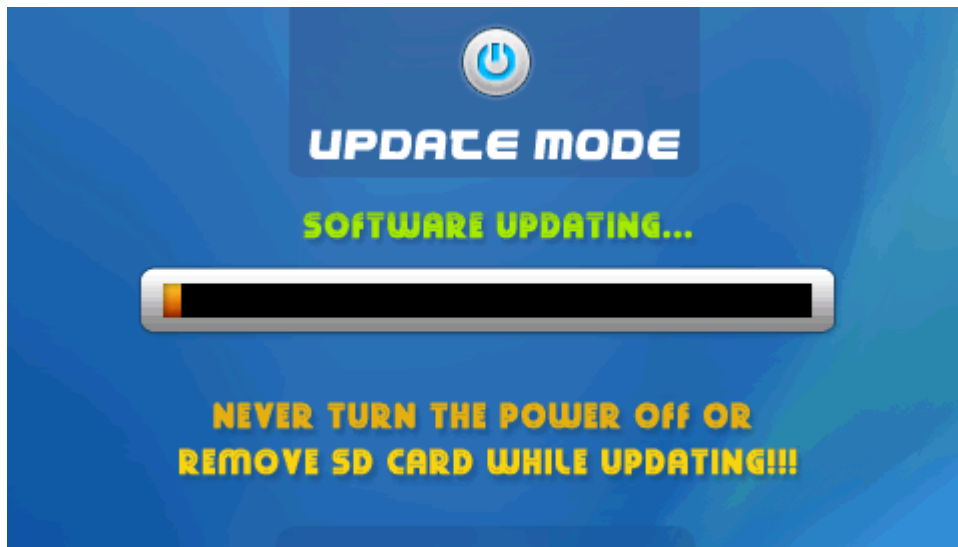 UPDATE MODE
SOFTWARE UPDATING...
NEVER TURN THE POWER OFF OR
REMOVE SD CARD WHILE UPDATING!!!